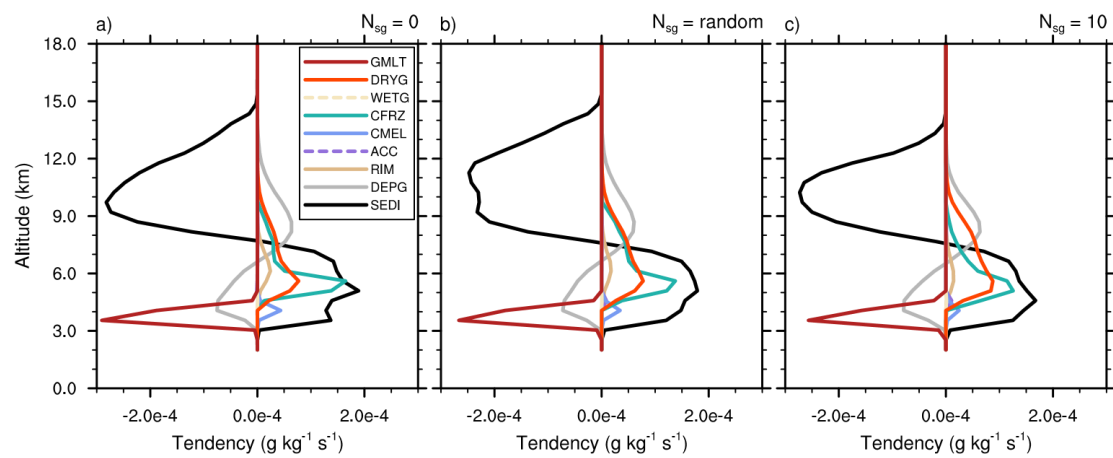 a) N_sg = 0
b) N_sg = random
c) N_sg = 10
Altitude (km)
18.0
15.0
12.0
9.0
6.0
3.0
0.0
GMLT
DRYG
WETG
CFRZ
CMEL
ACC
RIM
DEPG
SEDI
-2.0e-4 0.0e-4 2.0e-4
-2.0e-4 0.0e-4 2.0e-4
-2.0e-4 0.0e-4 2.0e-4
Tendency (g kg⁻¹ s⁻¹)
Tendency (g kg⁻¹ s⁻¹)
Tendency (g kg⁻¹ s⁻¹)